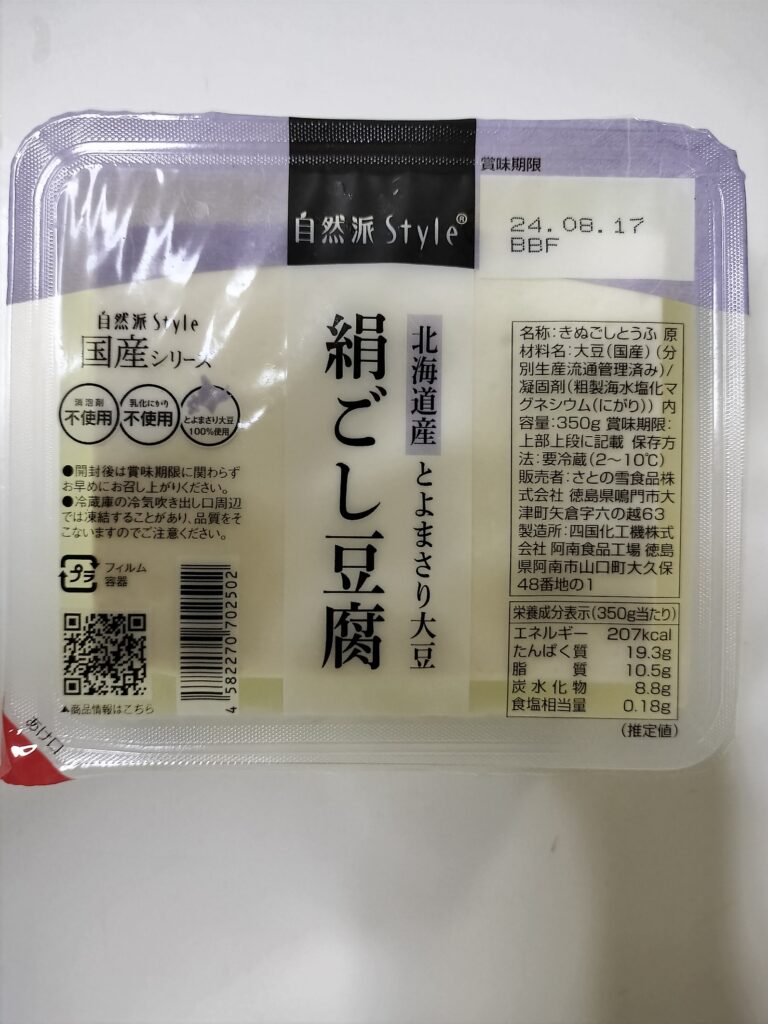 賞味期限
24.08.17
BBF
自然派 Style®
自然派 Style
国産シリーズ
消泡剤
不使用
乳化にがり
不使用
とよまさり大豆
100%使用
●開封後は賞味期限に関わらず
お早めにお召し上がりください。
●冷蔵庫の冷気吹き出し口周辺
では凍結することがあり、品質をそ
こないますのでご注意ください。
プラ
フィルム
容器
▲商品情報はこちら
4 582270 702502
北海道産 とよまさり大豆
絹ごし豆腐
名称:きぬごしとうふ 原
材料名:大豆(国産)(分
別生産流通管理済み)/
凝固剤(粗製海水塩化マ
グネシウム(にがり)) 内
容量:350g 賞味期限:
上部上段に記載 保存方
法:要冷蔵(2〜10℃)
販売者:さとの雪食品株
式会社 徳島県鳴門市大
津町矢倉字六の越63
製造所:四国化工機株式
会社 阿南食品工場 徳島
県阿南市山口町大久保
48番地の1
栄養成分表示(350g当たり)
エネルギー 207kcal
たんぱく質 19.3g
脂質 10.5g
炭水化物 8.8g
食塩相当量 0.18g
(推定値)
あけ口